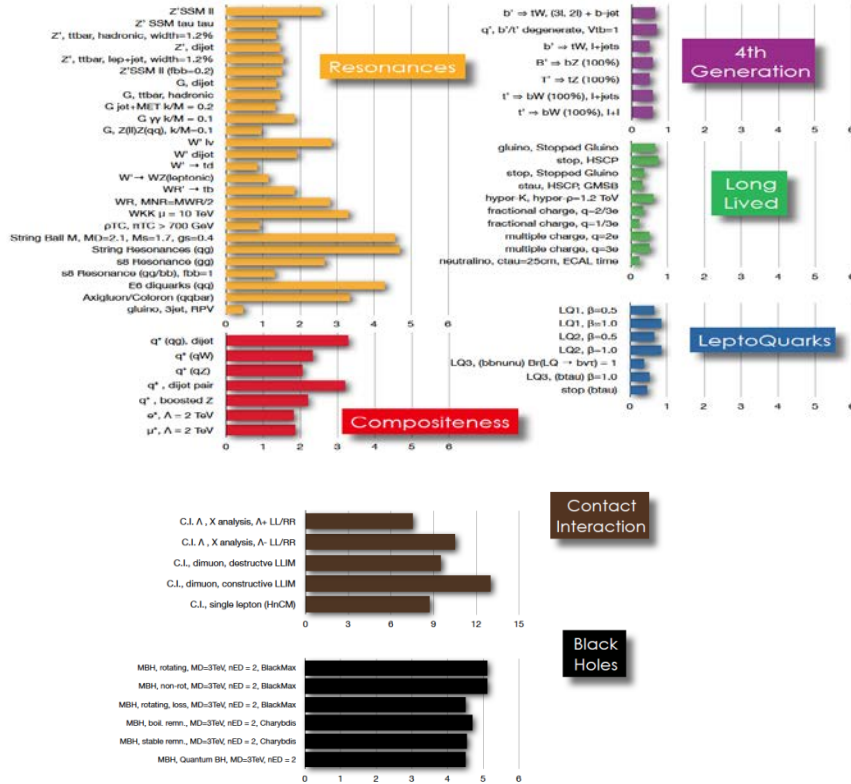 Z'SSM ll
Z' SSM tau tau
Z', ttbar, hadronic, width=1.2%
Z', dijet
Z', ttbar, lep+jet, width=1.2%
Z'SSM ll (fbb=0.2)
G, dijet
G, ttbar, hadronic
G jet+MET k/M = 0.2
G γγ k/M = 0.1
G, Z(ll)Z(qq), k/M=0.1
W' lν
W' dijet
W' → td
W'→ WZ(leptonic)
WR' → tb
WR, MNR=MWR/2
WKK μ = 10 TeV
ρTC, πTC > 700 GeV
String Ball M, MD=2.1, Ms=1.7, gs=0.4
String Resonances (qg)
s8 Resonance (gg)
s8 Resonance (gg/bb), fbb=1
E6 diquarks (qq)
Axigluon/Coloron (qqbar)
gluino, 3jet, RPV
0 1 2 3 4 5 6
Resonances
q* (qg), dijet
q* (qW)
q* (qZ)
q* , dijet pair
q* , boosted Z
e*, Λ = 2 TeV
μ*, Λ = 2 TeV
0 1 2 3 4 5 6
Compositeness
b' ⇒ tW, (3l, 2l) + b-jet
q', b'/t' degenerate, Vtb=1
b' ⇒ tW, l+jets
B' ⇒ bZ (100%)
T' ⇒ tZ (100%)
t' ⇒ bW (100%), l+jets
t' ⇒ bW (100%), l+l
0 1 2 3 4 5 6
4th
Generation
gluino, Stopped Gluino
stop, HSCP
stop, Stopped Gluino
stau, HSCP, GMSB
hyper-K, hyper-ρ=1.2 TeV
fractional charge, q=2/3e
fractional charge, q=1/3e
multiple charge, q=2e
multiple charge, q=3e
neutralino, ctau=25cm, ECAL time
0 1 2 3 4 5 6
Long
Lived
LQ1, β=0.5
LQ1, β=1.0
LQ2, β=0.5
LQ2, β=1.0
LQ3, (bbnunu) Br(LQ → bντ) = 1
LQ3, (btau) β=1.0
stop (btau)
0 1 2 3 4 5 6
LeptoQuarks
C.I. Λ , X analysis, Λ+ LL/RR
C.I. Λ , X analysis, Λ- LL/RR
C.I., dimuon, destructve LLIM
C.I., dimuon, constructive LLIM
C.I., single lepton (HnCM)
0 3 6 9 12 15
Contact
Interaction
MBH, rotating, MD=3TeV, nED = 2, BlackMax
MBH, non-rot, MD=3TeV, nED = 2, BlackMax
MBH, rotating, loss, MD=3TeV, nED = 2, BlackMax
MBH, boil. remn., MD=3TeV, nED = 2, Charybdis
MBH, stable remn., MD=3TeV, nED = 2, Charybdis
MBH, Quantum BH, MD=3TeV, nED = 2
0 1 2 3 4 5 6
Black
Holes